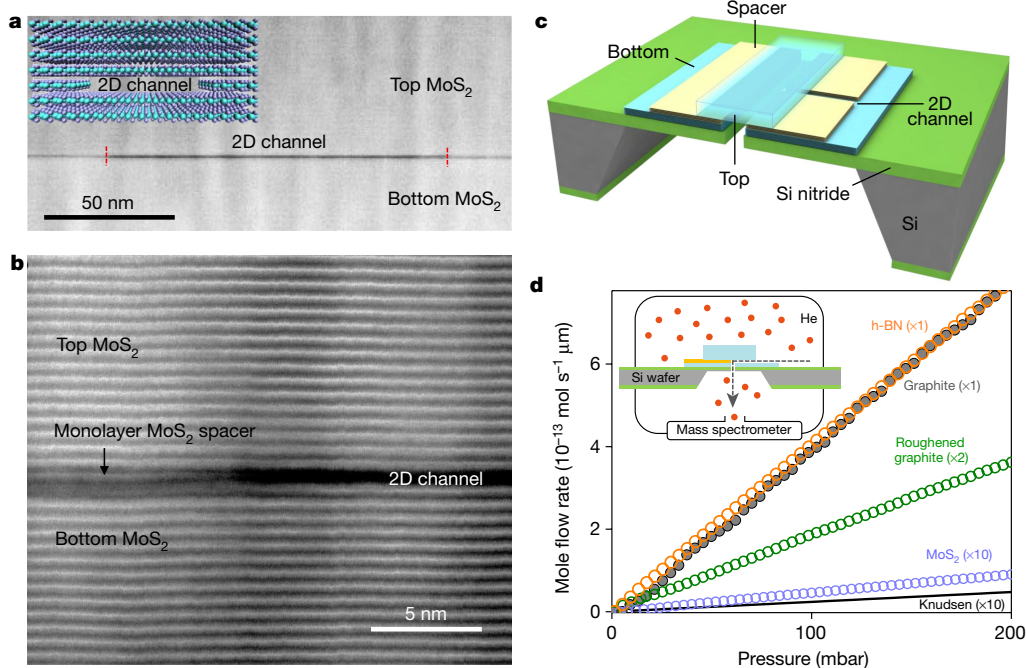 a
2D channel
Top MoS₂
2D channel
Bottom MoS₂
50 nm
b
Top MoS₂
Monolayer MoS₂ spacer
2D channel
Bottom MoS₂
5 nm
c
Spacer
Bottom
2D
channel
Top
Si nitride
Si
d
Mole flow rate (10⁻¹³ mol s⁻¹ μm)
6
4
2
0
He
Si wafer
Mass spectrometer
h-BN (×1)
Graphite (×1)
Roughened
graphite (×2)
MoS₂ (×10)
Knudsen (×10)
0
100
200
Pressure (mbar)